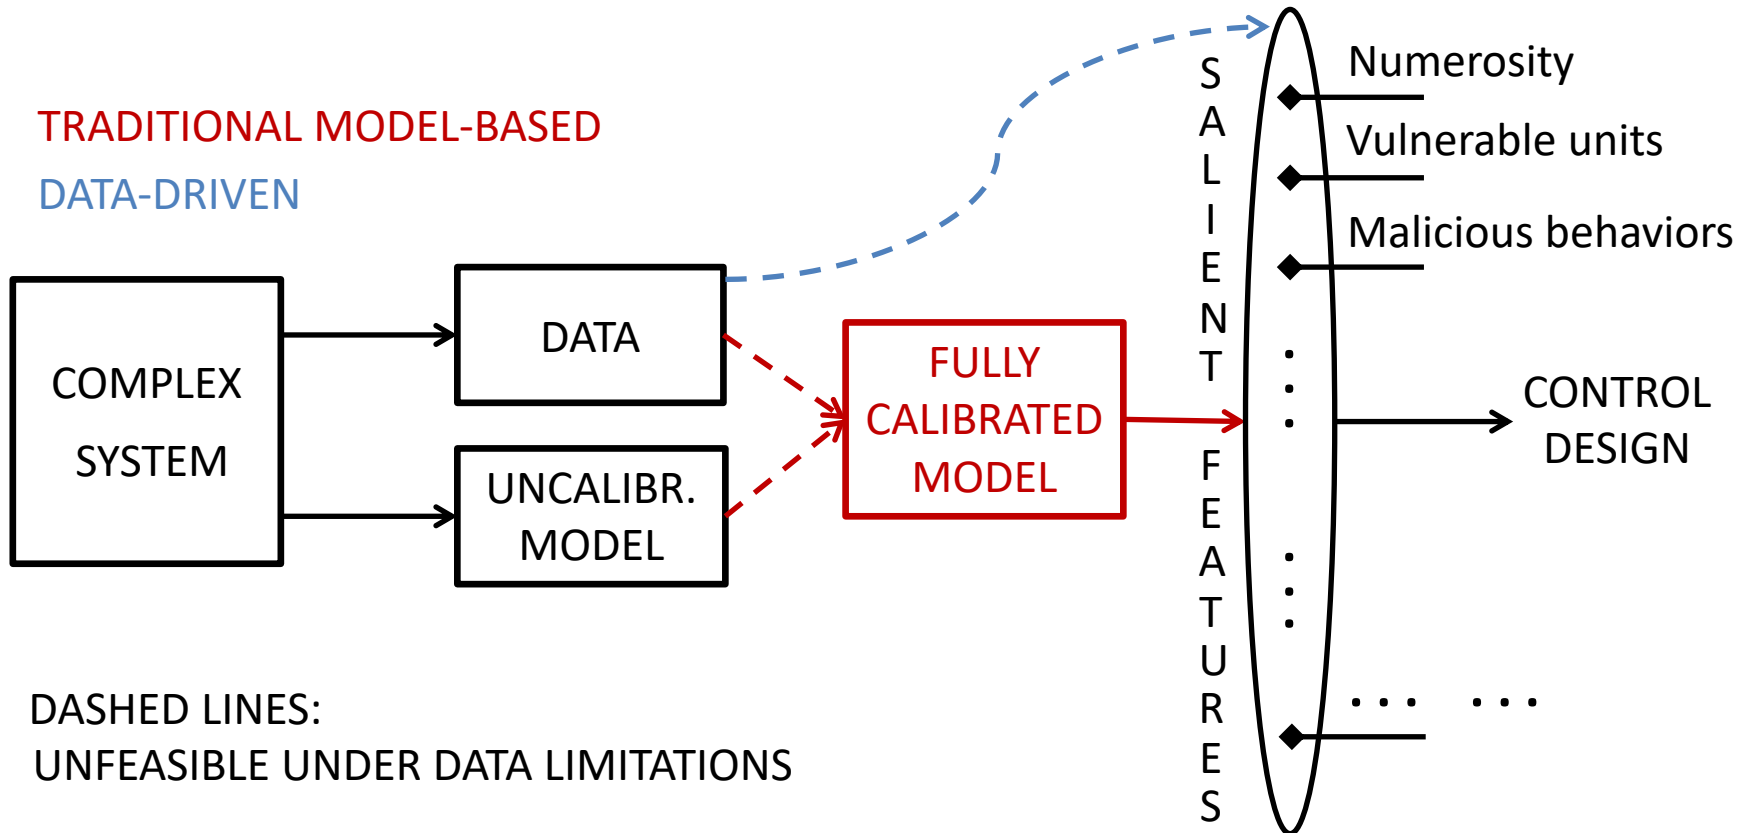 TRADITIONAL MODEL-BASED
DATA-DRIVEN
COMPLEX
SYSTEM
DATA
UNCALIBR.
MODEL
FULLY
CALIBRATED
MODEL
SALIENT FEATURES
Numerosity
Vulnerable units
Malicious behaviors
... ...
CONTROL
DESIGN
DASHED LINES:
UNFEASIBLE UNDER DATA LIMITATIONS